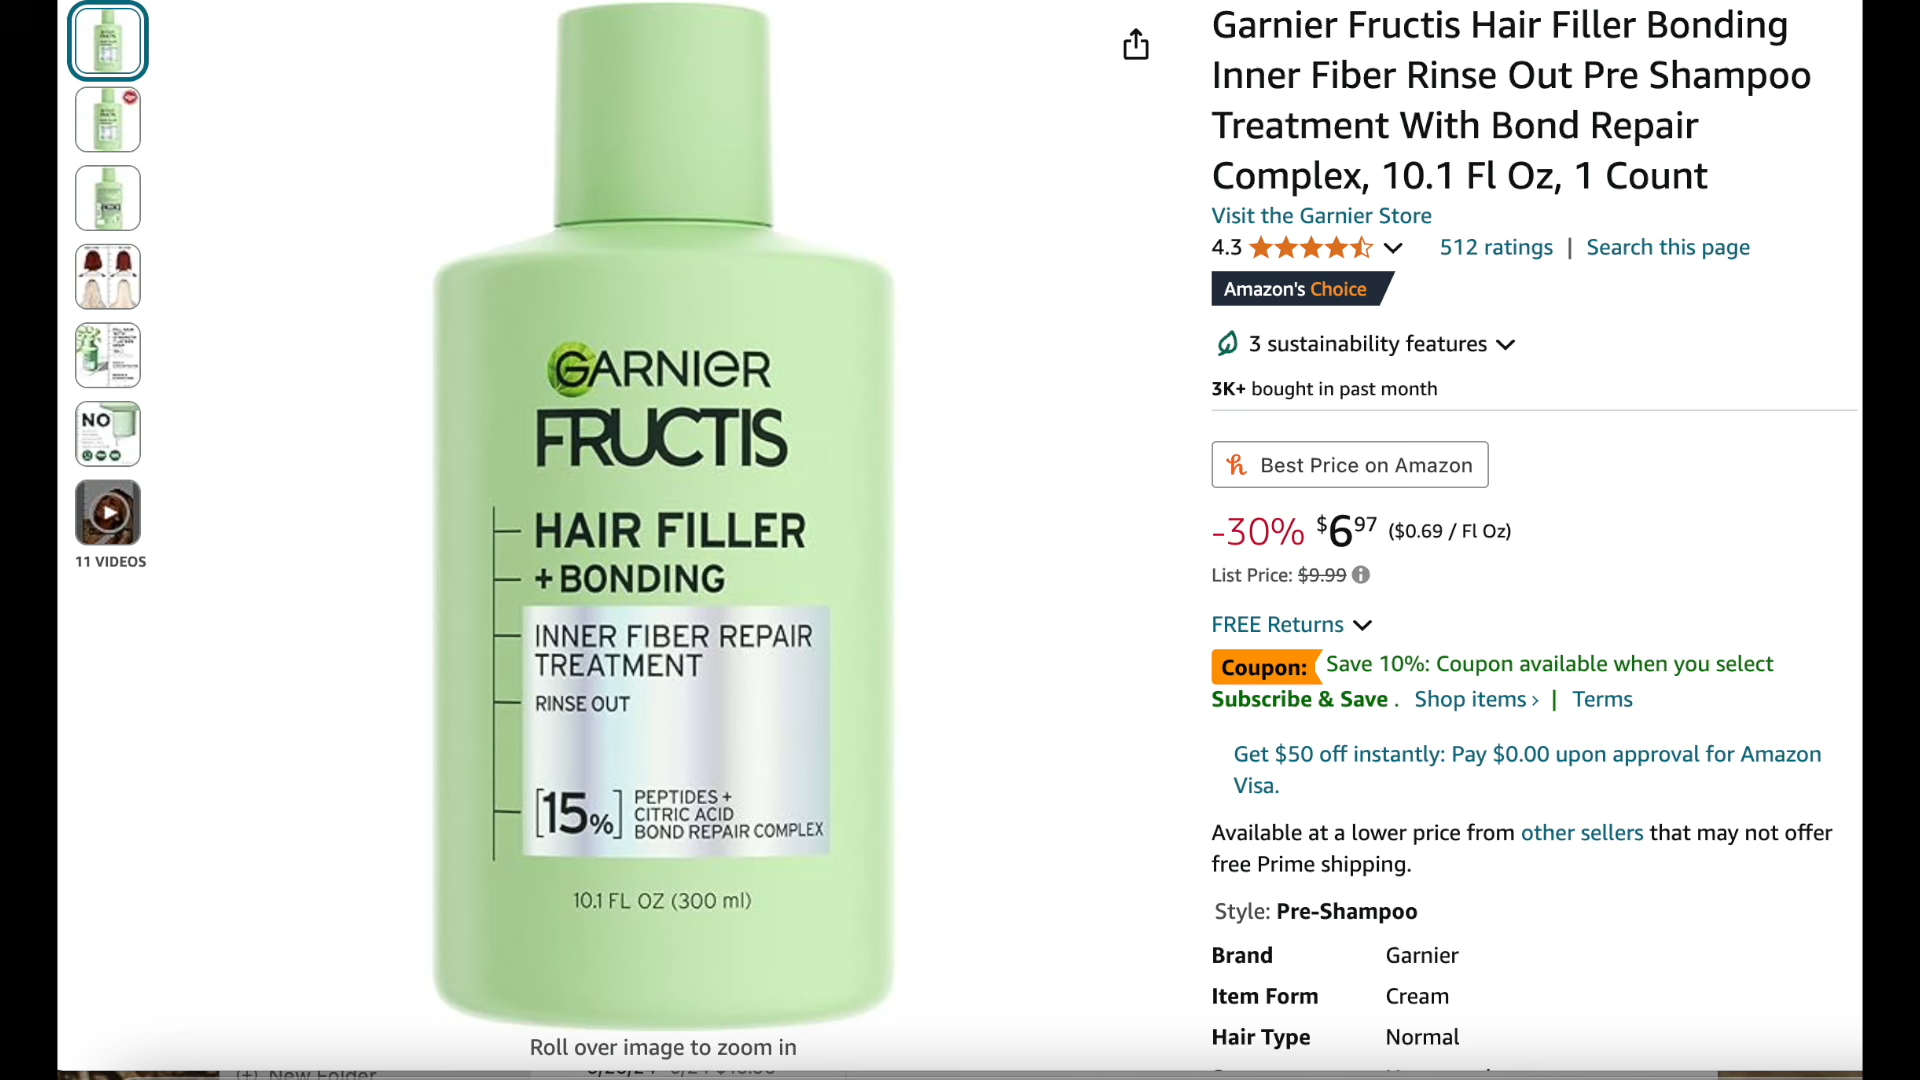 Garnier Fructis Hair Filler Bonding
Inner Fiber Rinse Out Pre Shampoo
Treatment With Bond Repair
Complex, 10.1 Fl Oz, 1 Count
Visit the Garnier Store
4.3
512 ratings | Search this page
Amazon's Choice
3 sustainability features
3K+ bought in past month
Best Price on Amazon
-30% $6 97 ($0.69 / Fl Oz)
List Price: $9.99
FREE Returns
Coupon: Save 10%: Coupon available when you select
Subscribe & Save . Shop items › | Terms
Get $50 off instantly: Pay $0.00 upon approval for Amazon
Visa.
Available at a lower price from other sellers that may not offer
free Prime shipping.
Style: Pre-Shampoo
Brand Garnier
Item Form Cream
Hair Type Normal
GARNIER
FRUCTIS
HAIR FILLER
+ BONDING
INNER FIBER REPAIR
TREATMENT
RINSE OUT
[15%]
PEPTIDES +
CITRIC ACID
BOND REPAIR COMPLEX
10.1 FL OZ (300 ml)
Roll over image to zoom in
NO
11 VIDEOS
New Folder